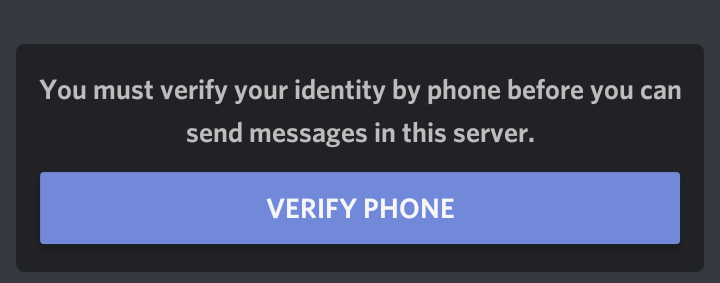 You must verify your identity by phone before you can
send messages in this server.
VERIFY PHONE